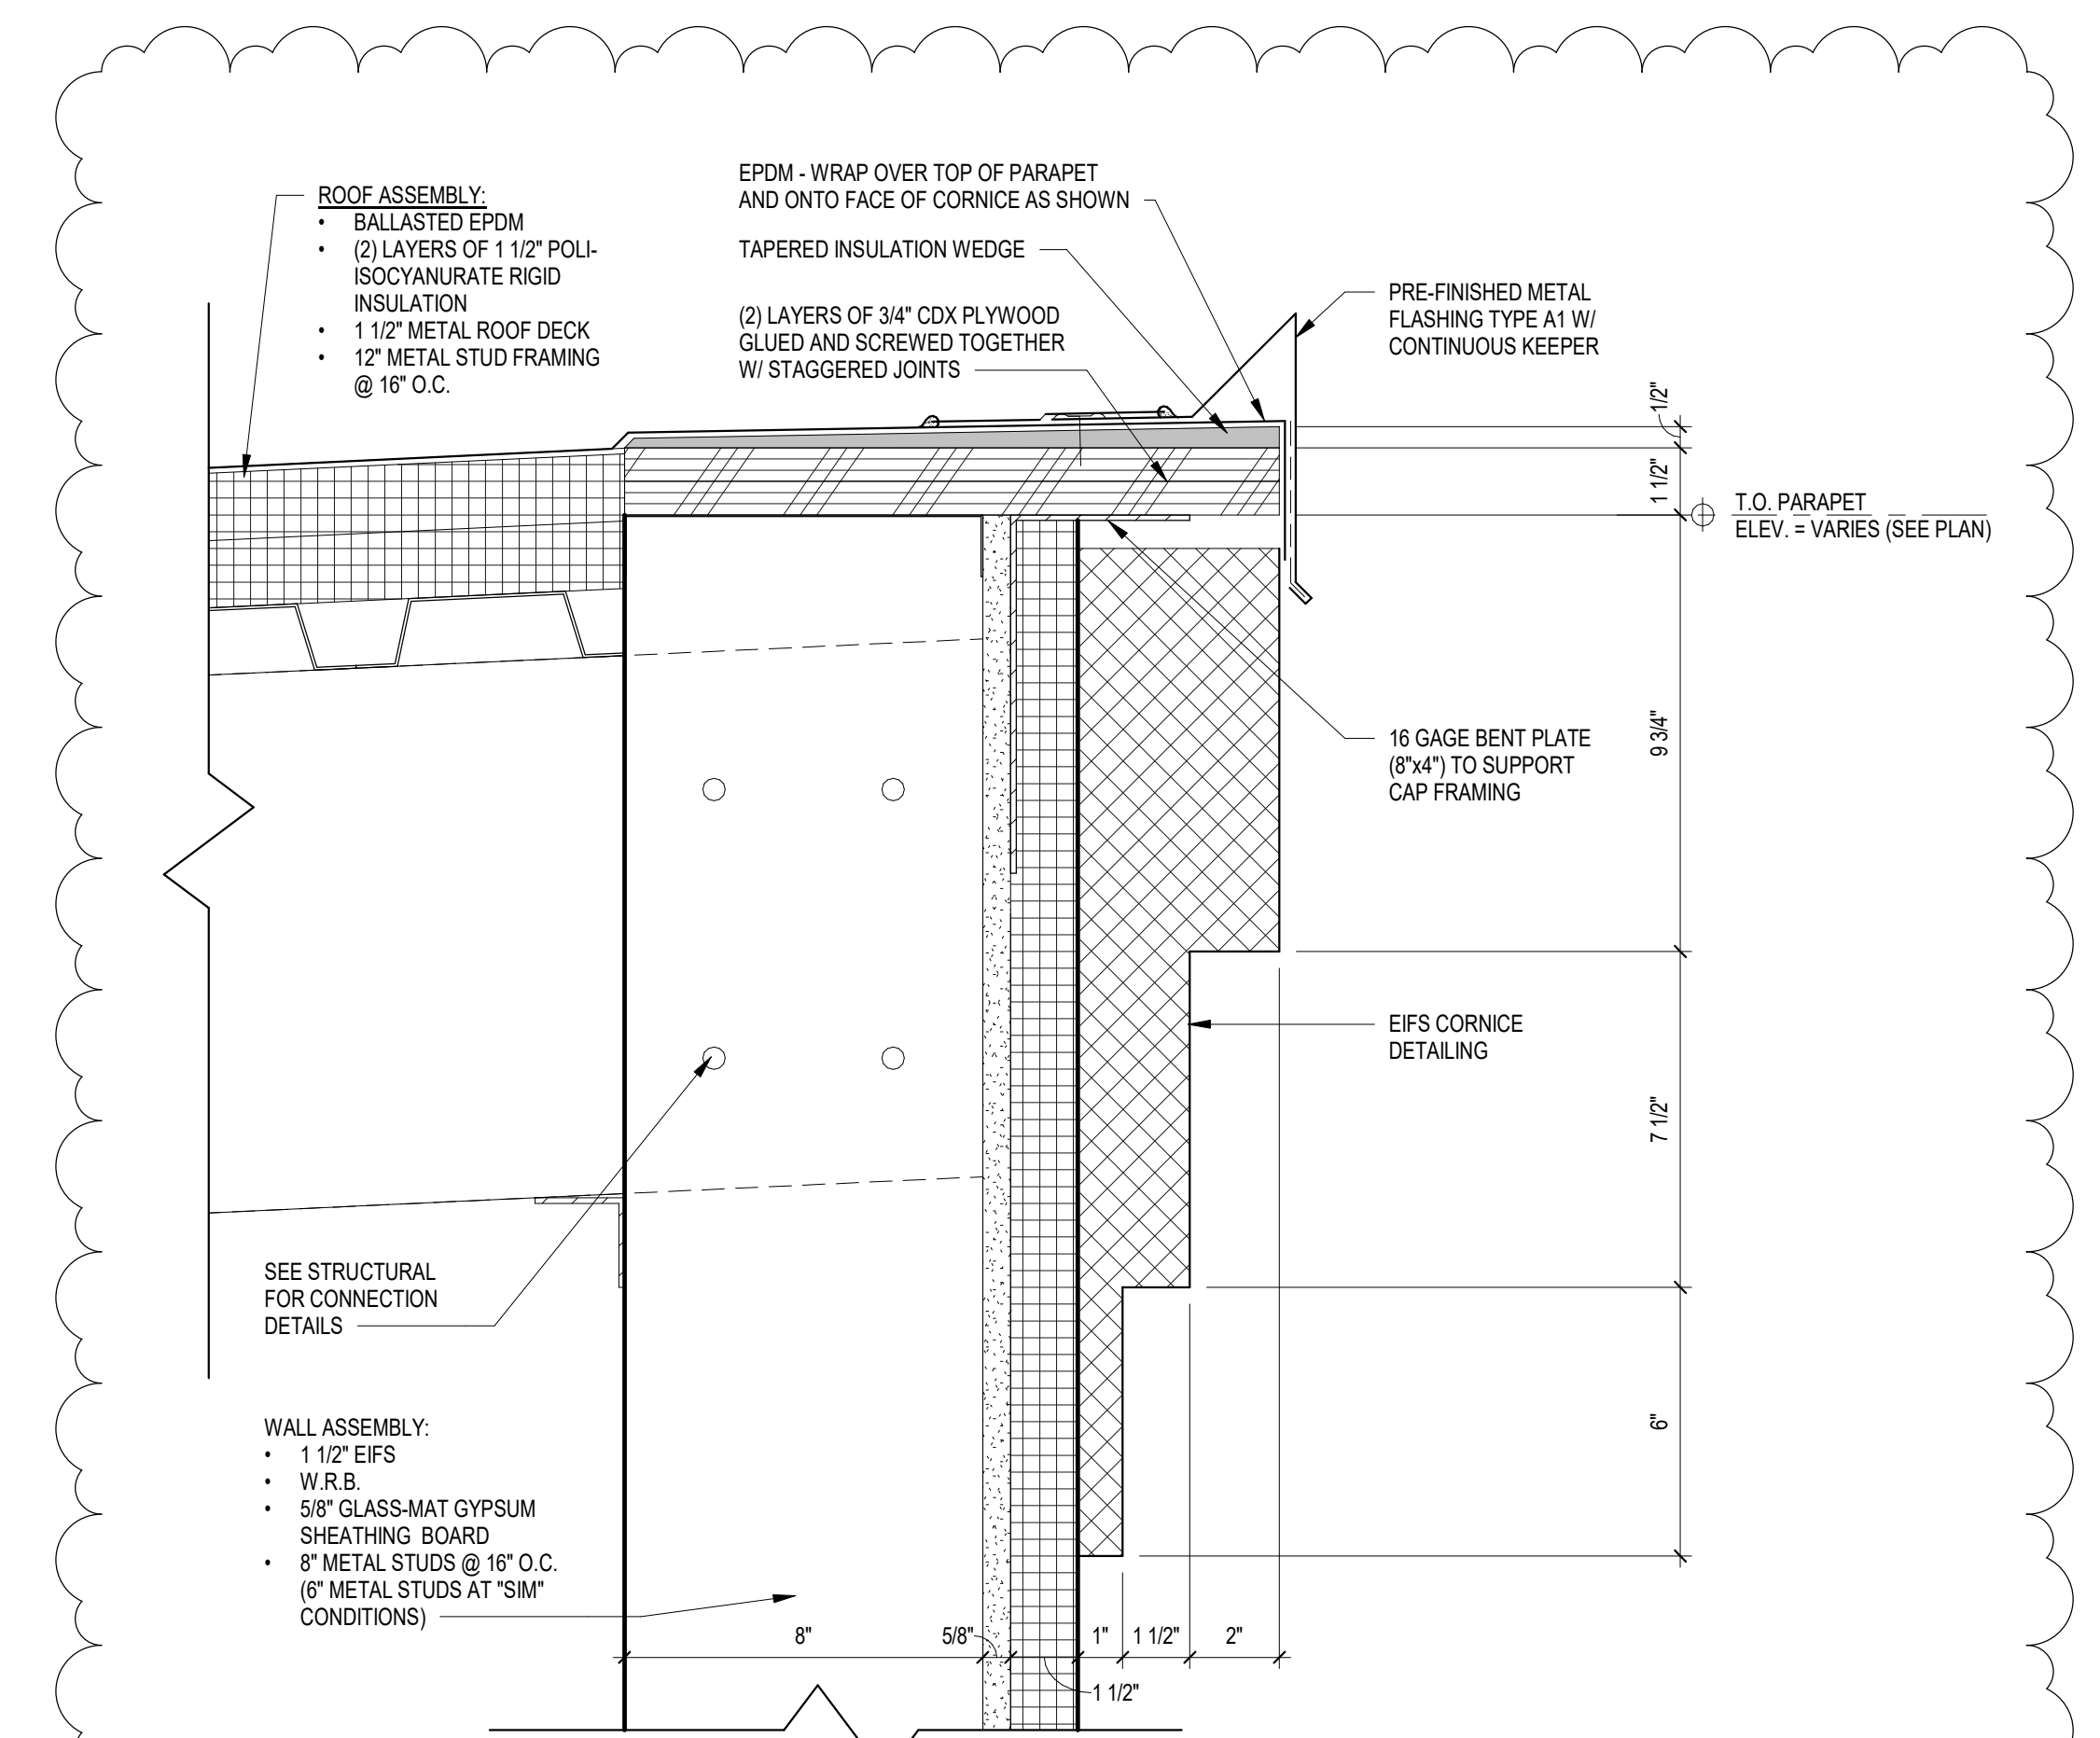 ROOF ASSEMBLY:
• BALLASTED EPDM
• (2) LAYERS OF 1 1/2" POLI-
ISOCYANURATE RIGID
INSULATION
• 1 1/2" METAL ROOF DECK
• 12" METAL STUD FRAMING
@ 16" O.C.
EPDM - WRAP OVER TOP OF PARAPET
AND ONTO FACE OF CORNICE AS SHOWN
TAPERED INSULATION WEDGE
(2) LAYERS OF 3/4" CDX PLYWOOD
GLUED AND SCREWED TOGETHER
W/ STAGGERED JOINTS
PRE-FINISHED METAL
FLASHING TYPE A1 W/
CONTINUOUS KEEPER
1/2"
1 1/2"
T.O. PARAPET
ELEV. = VARIES (SEE PLAN)
9 3/4"
16 GAGE BENT PLATE
(8"x4") TO SUPPORT
CAP FRAMING
EIFS CORNICE
DETAILING
7 1/2"
6"
SEE STRUCTURAL
FOR CONNECTION
DETAILS
WALL ASSEMBLY:
• 1 1/2" EIFS
• W.R.B.
• 5/8" GLASS-MAT GYPSUM
SHEATHING BOARD
• 8" METAL STUDS @ 16" O.C.
(6" METAL STUDS AT "SIM"
CONDITIONS)
8"
5/8"
1"
1 1/2"
2"
1 1/2"